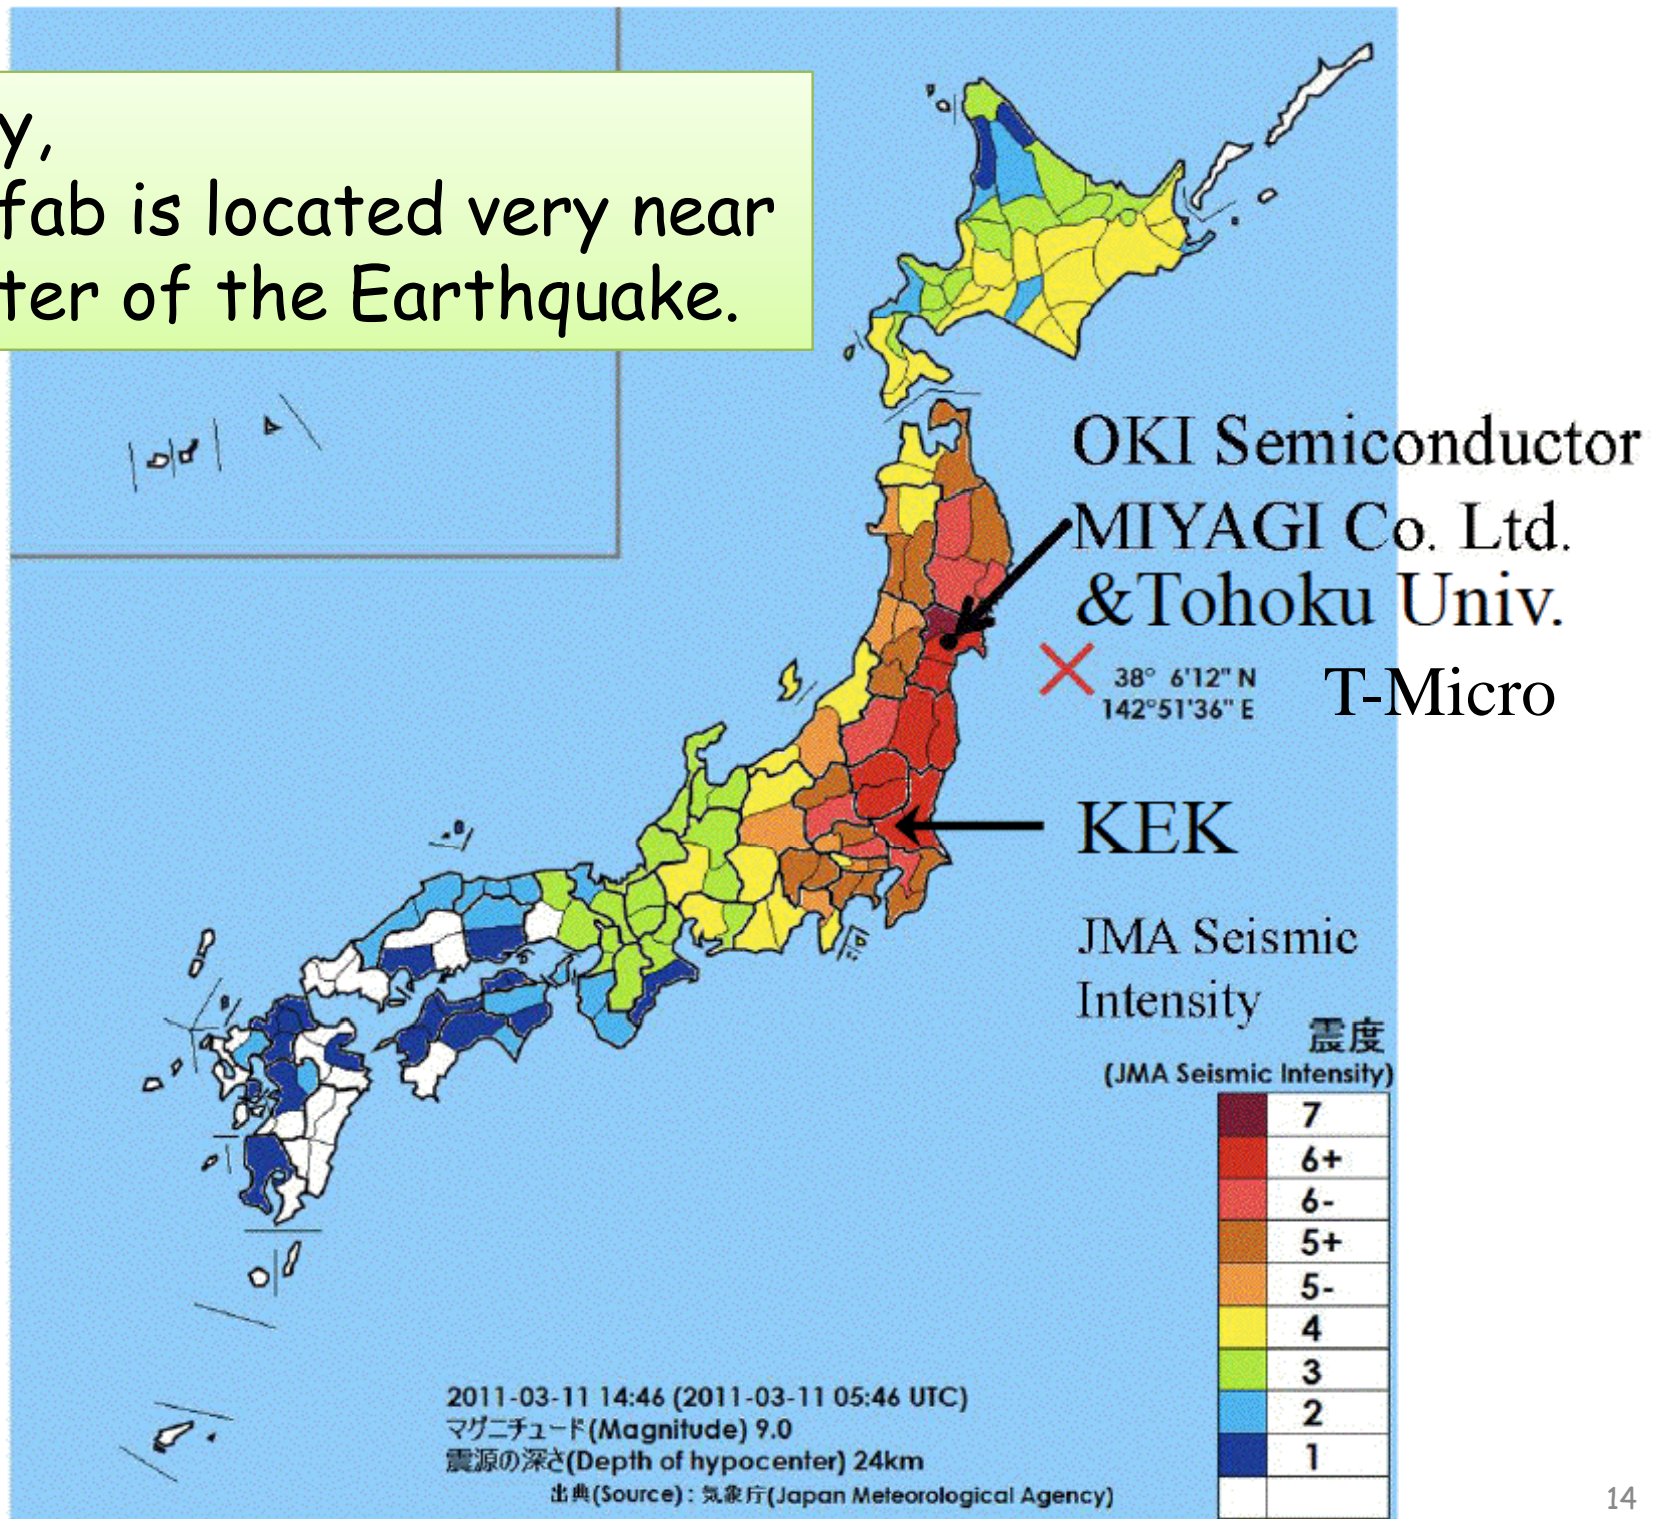 y,
fab is located very near
ter of the Earthquake.
OKI Semiconductor
MIYAGI Co. Ltd.
&Tohoku Univ.
38° 6'12" N
142°51'36" E
T-Micro
KEK
JMA Seismic
Intensity
震度
(JMA Seismic Intensity)
7
6+
6-
5+
5-
4
3
2
1
2011-03-11 14:46 (2011-03-11 05:46 UTC)
マグニチュード(Magnitude) 9.0
震源の深さ(Depth of hypocenter) 24km
出典(Source) : 気象庁(Japan Meteorological Agency)
14